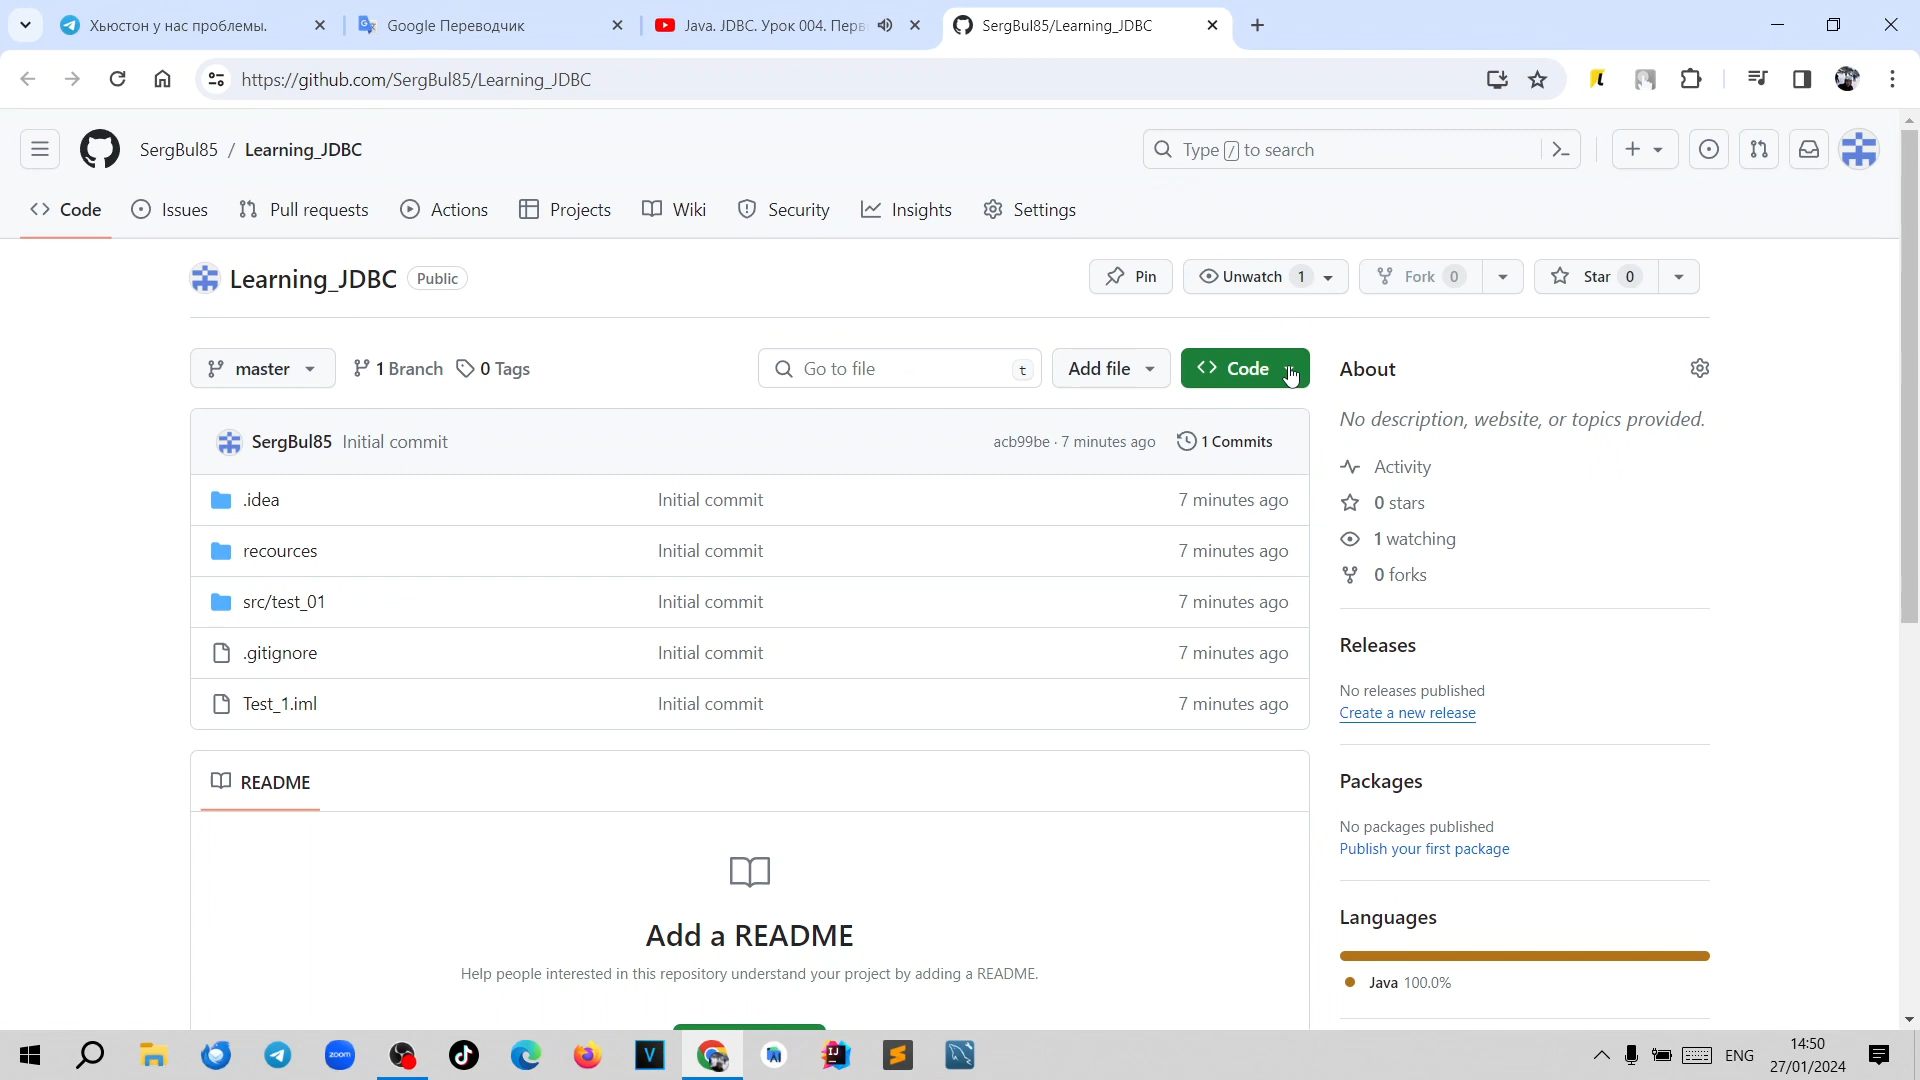 Хьюстон у нас проблемы.
Google Переводчик
Java. JDBC. Урок 004. Перв
SergBul85/Learning_JDBC
https://github.com/SergBul85/Learning_JDBC
SergBul85 / Learning_JDBC
Type / to search
Code
Issues
Pull requests
Actions
Projects
Wiki
Security
Insights
Settings
Learning_JDBC Public
Pin
Unwatch 1
Fork 0
Star 0
master
1 Branch
0 Tags
Go to file t
Add file
Code
SergBul85 Initial commit acb99be · 7 minutes ago 1 Commits
.idea Initial commit 7 minutes ago
recources Initial commit 7 minutes ago
src/test_01 Initial commit 7 minutes ago
.gitignore Initial commit 7 minutes ago
Test_1.iml Initial commit 7 minutes ago
README
Add a README
Help people interested in this repository understand your project by adding a README.
About
No description, website, or topics provided.
Activity
0 stars
1 watching
0 forks
Releases
No releases published
Create a new release
Packages
No packages published
Publish your first package
Languages
Java 100.0%
zoom
V
IJ
ENG
14:50
27/01/2024